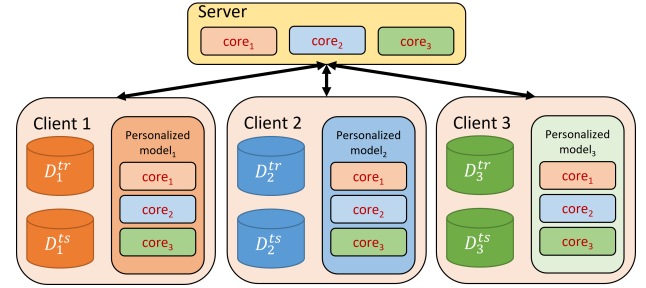 Server
core₁ core₂ core₃
Client 1
Personalized
model₁
D₁ᵗʳ
core₁
core₂
D₁ᵗˢ
core₃
Client 2
Personalized
model₂
D₂ᵗʳ
core₁
core₂
D₂ᵗˢ
core₃
Client 3
Personalized
model₃
D₃ᵗʳ
core₁
core₂
D₃ᵗˢ
core₃